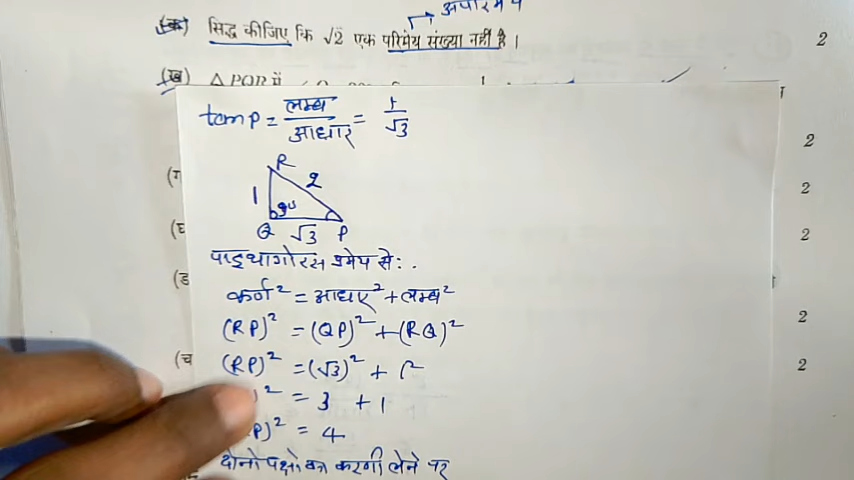 अपरिमेय
(क) सिद्ध कीजिए कि √2 एक परिमेय संख्या नहीं है। 2
(ख) Δ PQR में
tan P = लम्ब / आधार = 1 / √3
2
(ग 2
R
1 2
90
Q √3 P
(घ 2
पाइथागोरस प्रमेय से:.
(ड
कर्ण² = आधार² + लम्ब²
2
(RP)² = (QP)² + (RQ)²
(च (RP)² = (√3)² + 1² 2
² = 3 + 1
P)² = 4
दोनो पक्षो का करणी लेने पर